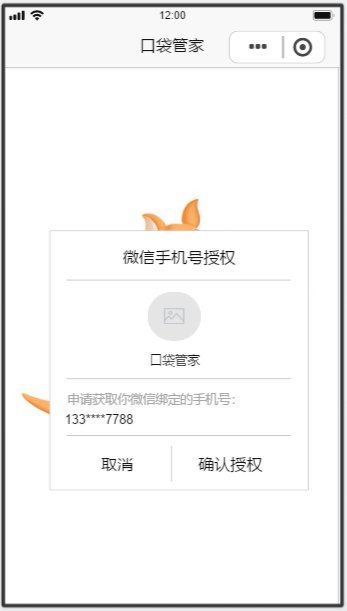 12:00
口袋管家
微信手机号授权
口袋管家
申请获取你微信绑定的手机号：
133****7788
取消
确认授权